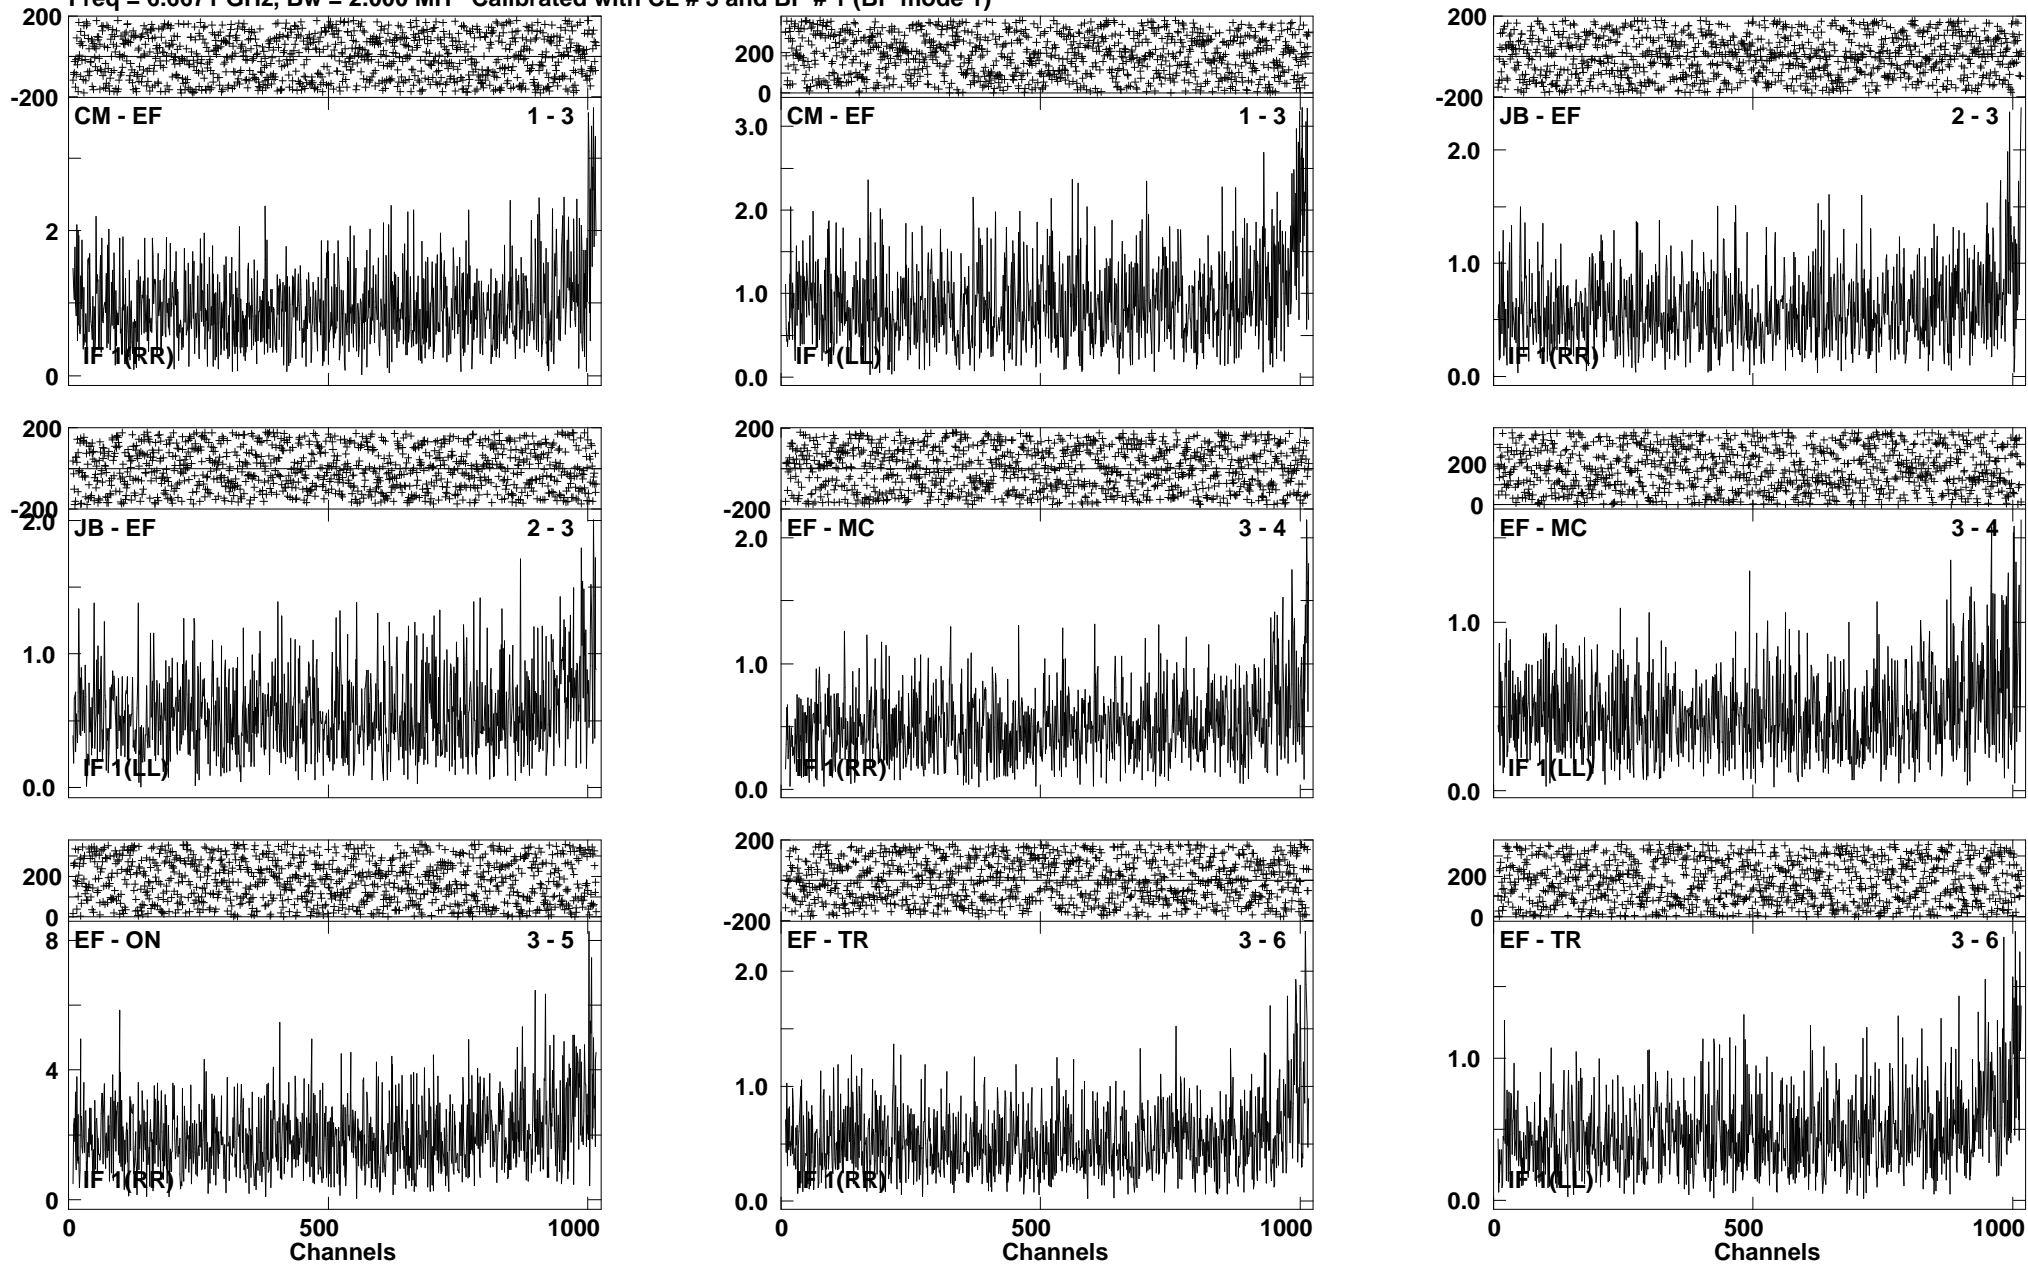 Freq = 6.6671 GHz, Bw = 2.000 MH Calibrated with CL # 3 and BP # 1 (BP mode 1)
200
-200
CM - EF 1 - 3
2
0
IF 1(RR)
200
0
CM - EF 1 - 3
3.0
2.0
1.0
0.0
IF 1(LL)
200
-200
JB - EF 2 - 3
2.0
1.0
0.0
IF 1(RR)
200
-200
2.0
JB - EF 2 - 3
1.0
0.0
IF 1(LL)
200
-200
EF - MC 3 - 4
2.0
1.0
0.0
IF 1(RR)
200
0
EF - MC 3 - 4
1.0
0.0
IF 1(LL)
200
0
EF - ON 3 - 5
8
4
0
IF 1(RR)
0 500 1000
Channels
200
-200
EF - TR 3 - 6
2.0
1.0
0.0
IF 1(RR)
0 500 1000
Channels
200
0
EF - TR 3 - 6
1.0
0.0
IF 1(LL)
0 500 1000
Channels